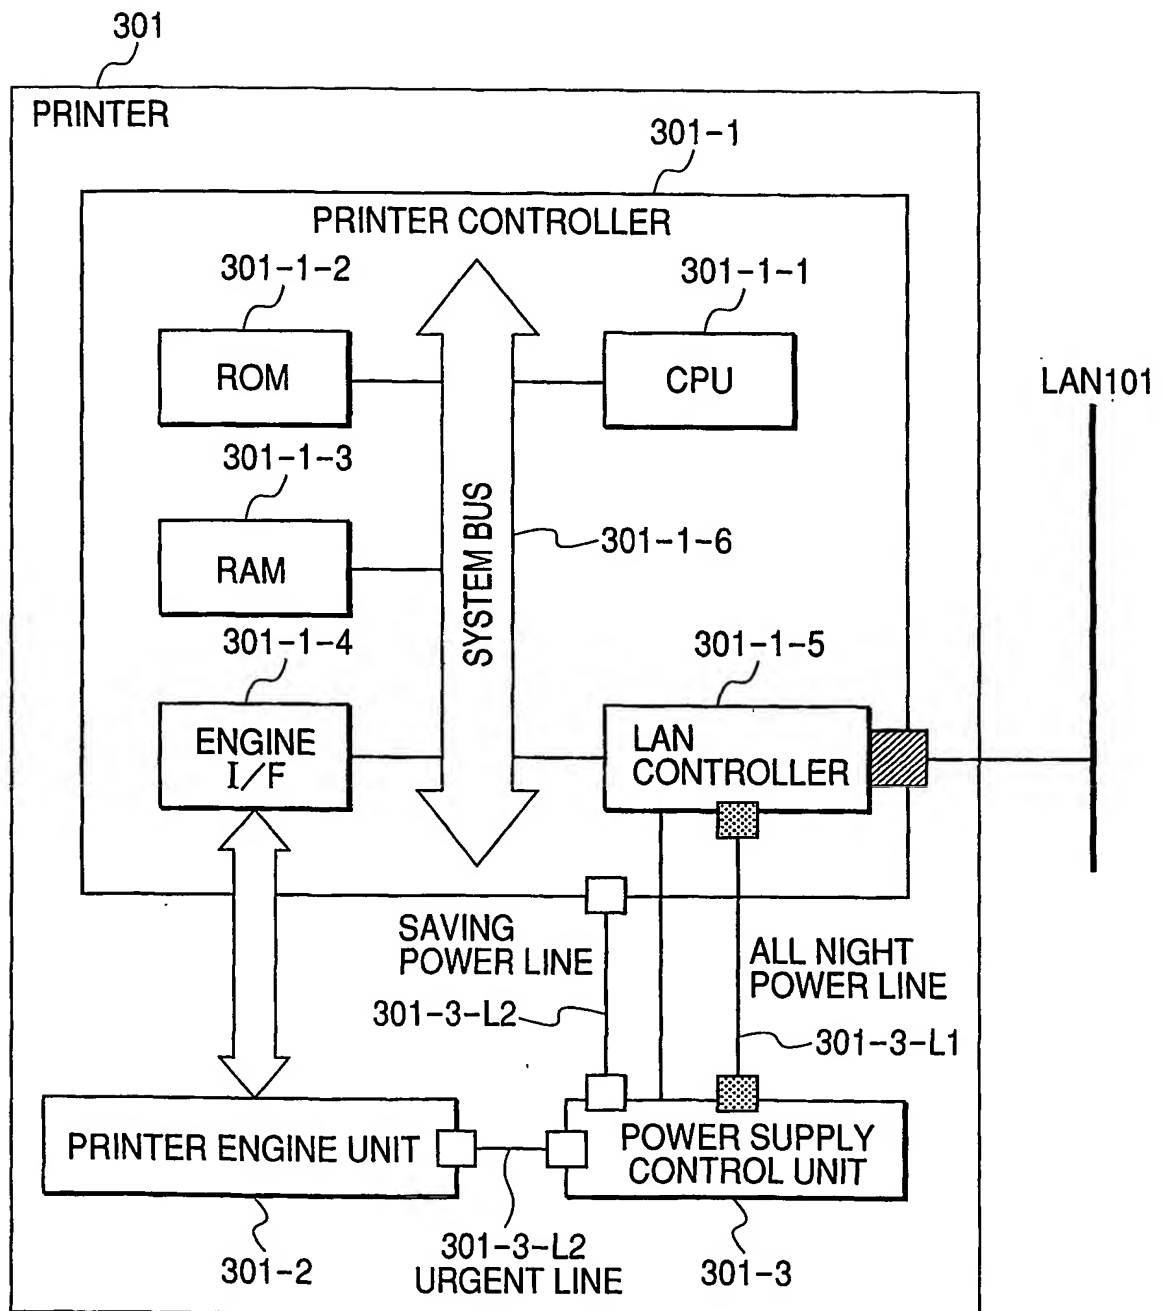 301
PRINTER
301-1
PRINTER CONTROLLER
301-1-2
301-1-1
ROM
CPU
LAN101
301-1-3
RAM
SYSTEM BUS
301-1-6
301-1-4
301-1-5
ENGINE
I/F
LAN
CONTROLLER
SAVING
POWER LINE
301-3-L2
ALL NIGHT
POWER LINE
301-3-L1
PRINTER ENGINE UNIT
POWER SUPPLY
CONTROL UNIT
301-2
301-3-L2
URGENT LINE
301-3